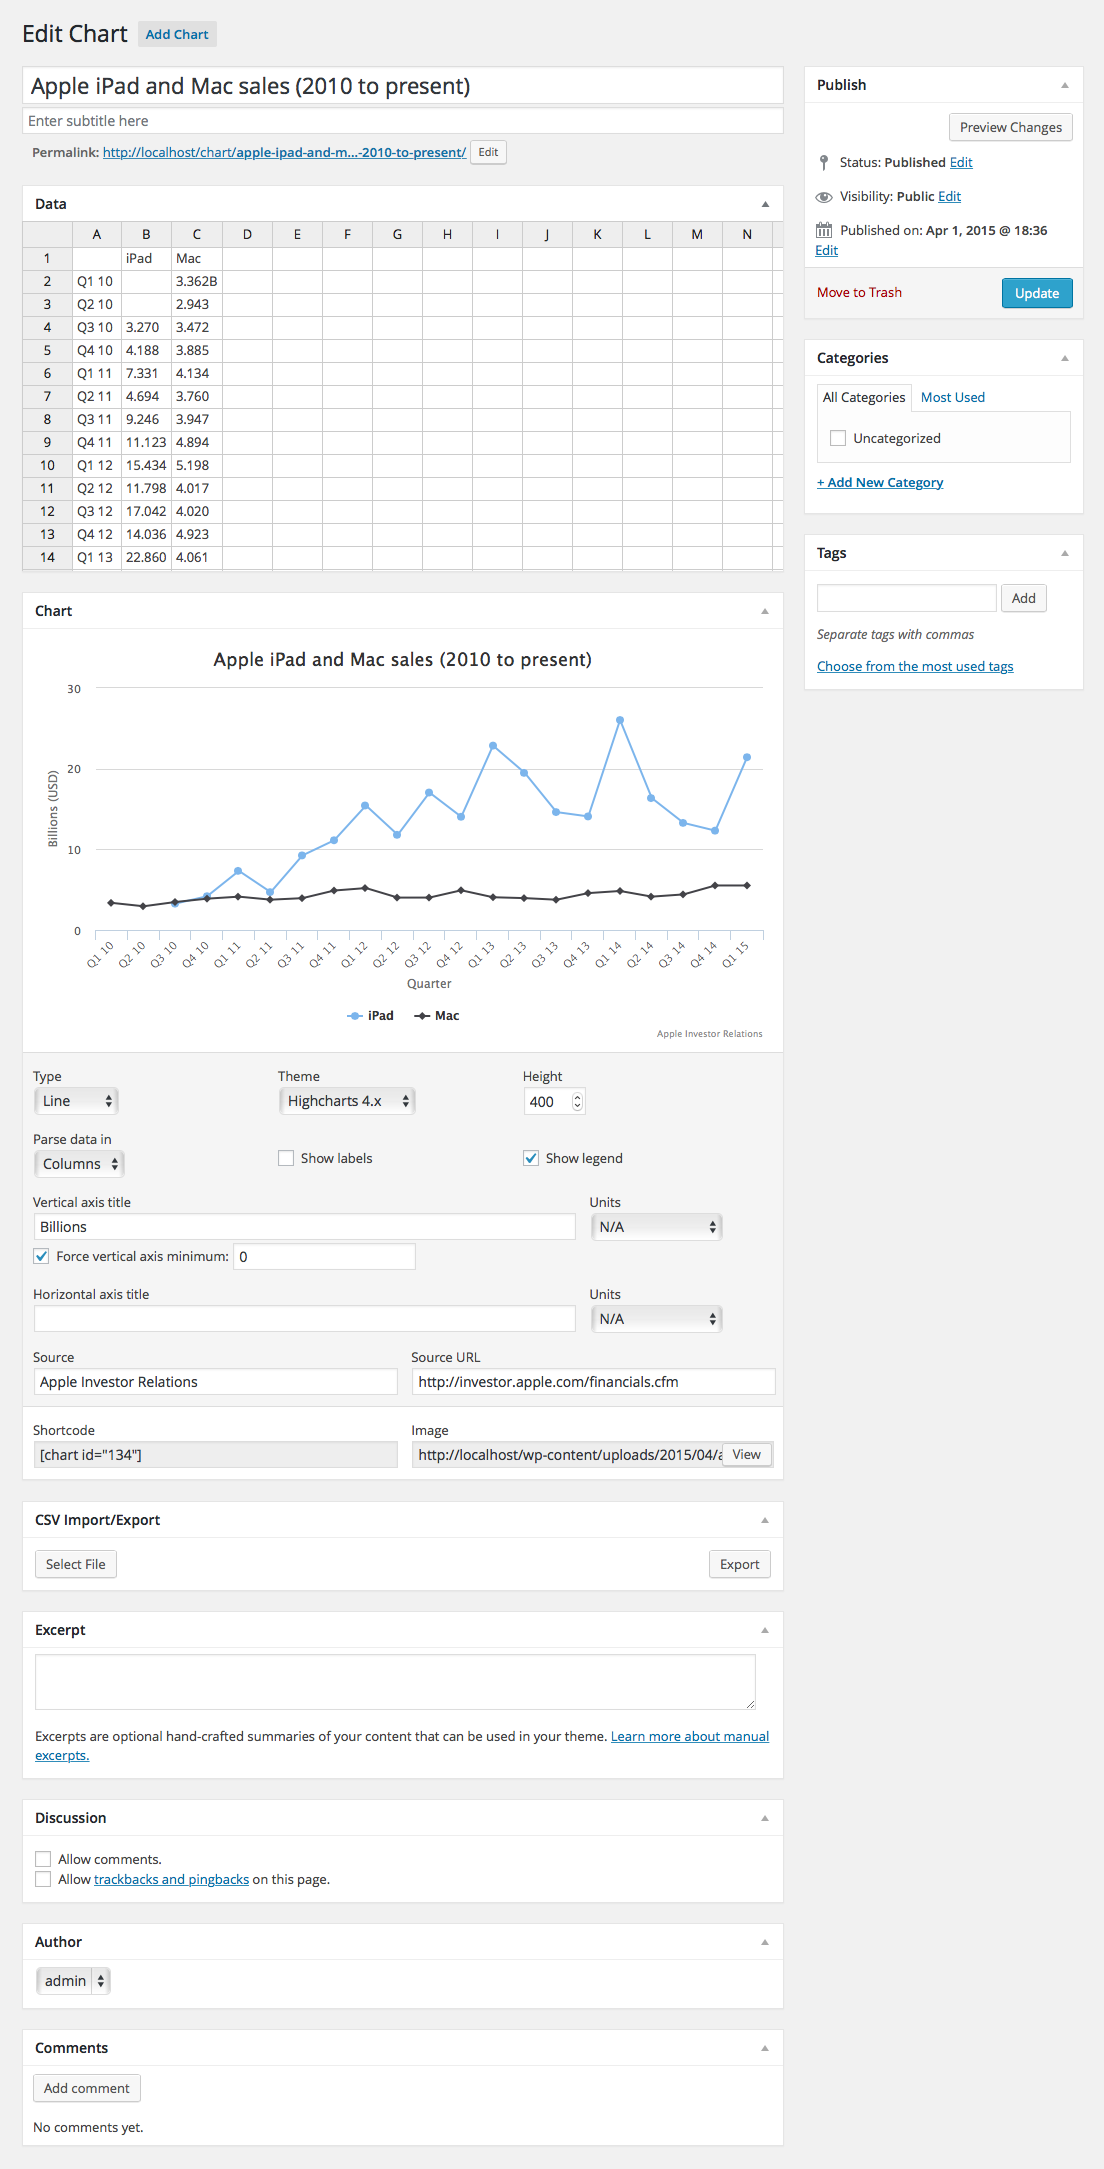 Edit Chart Add Chart
Apple iPad and Mac sales (2010 to present)
Enter subtitle here
Permalink: http://localhost/chart/apple-ipad-and-m...-2010-to-present/ Edit
Data
A B C D E F G H I J K L M N
1 iPad Mac
2 Q1 10 3.362B
3 Q2 10 2.943
4 Q3 10 3.270 3.472
5 Q4 10 4.188 3.885
6 Q1 11 7.331 4.134
7 Q2 11 4.694 3.760
8 Q3 11 9.246 3.947
9 Q4 11 11.123 4.894
10 Q1 12 15.434 5.198
11 Q2 12 11.798 4.017
12 Q3 12 17.042 4.020
13 Q4 12 14.036 4.923
14 Q1 13 22.860 4.061
Chart
Apple iPad and Mac sales (2010 to present)
30
20
10
0
Billions (USD)
Q1 10 Q2 10 Q3 10 Q4 10 Q1 11 Q2 11 Q3 11 Q4 11 Q1 12 Q2 12 Q3 12 Q4 12 Q1 13 Q2 13 Q3 13 Q4 13 Q1 14 Q2 14 Q3 14 Q4 14 Q1 15
Quarter
iPad Mac
Apple Investor Relations
Type Theme Height
Line Highcharts 4.x 400
Parse data in
Columns Show labels Show legend
Vertical axis title Units
Billions N/A
Force vertical axis minimum: 0
Horizontal axis title Units
N/A
Source Source URL
Apple Investor Relations http://investor.apple.com/financials.cfm
Shortcode Image
[chart id="134"] http://localhost/wp-content/uploads/2015/04/a View
CSV Import/Export
Select File Export
Excerpt
Excerpts are optional hand-crafted summaries of your content that can be used in your theme. Learn more about manual
excerpts.
Discussion
Allow comments.
Allow trackbacks and pingbacks on this page.
Author
admin
Comments
Add comment
No comments yet.
Publish
Preview Changes
Status: Published Edit
Visibility: Public Edit
Published on: Apr 1, 2015 @ 18:36
Edit
Move to Trash Update
Categories
All Categories Most Used
Uncategorized
+ Add New Category
Tags
Add
Separate tags with commas
Choose from the most used tags